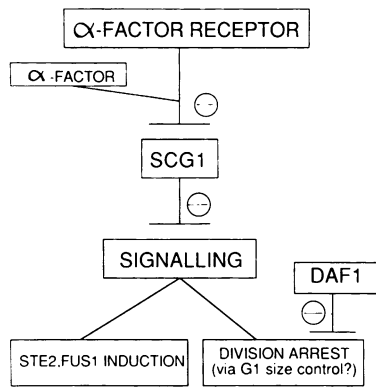 α-FACTOR RECEPTOR
α-FACTOR
SCG1
SIGNALLING
DAF1
STE2.FUS1 INDUCTION
DIVISION ARREST
(via G1 size control?)